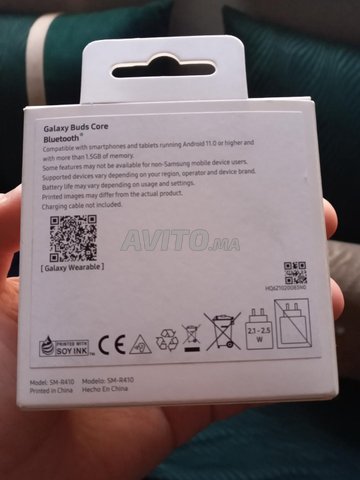 Galaxy Buds Core
Bluetooth®
Compatible with smartphones and tablets running Android 11.0 or higher and
with more than 1.5GB of memory.
Some features may not be available for non-Samsung mobile device users.
Supported devices vary depending on your region, operator and device brand.
Battery life may vary depending on usage and settings.
Printed images may differ from the actual product.
Charging cable not included.
AVITO.ma
[ Galaxy Wearable ]
PRINTED WITH
SOY INK™
CE
2.1 - 2.5
W
Model: SM-R410 Modelo: SM-R410
Printed in China Hecho En China